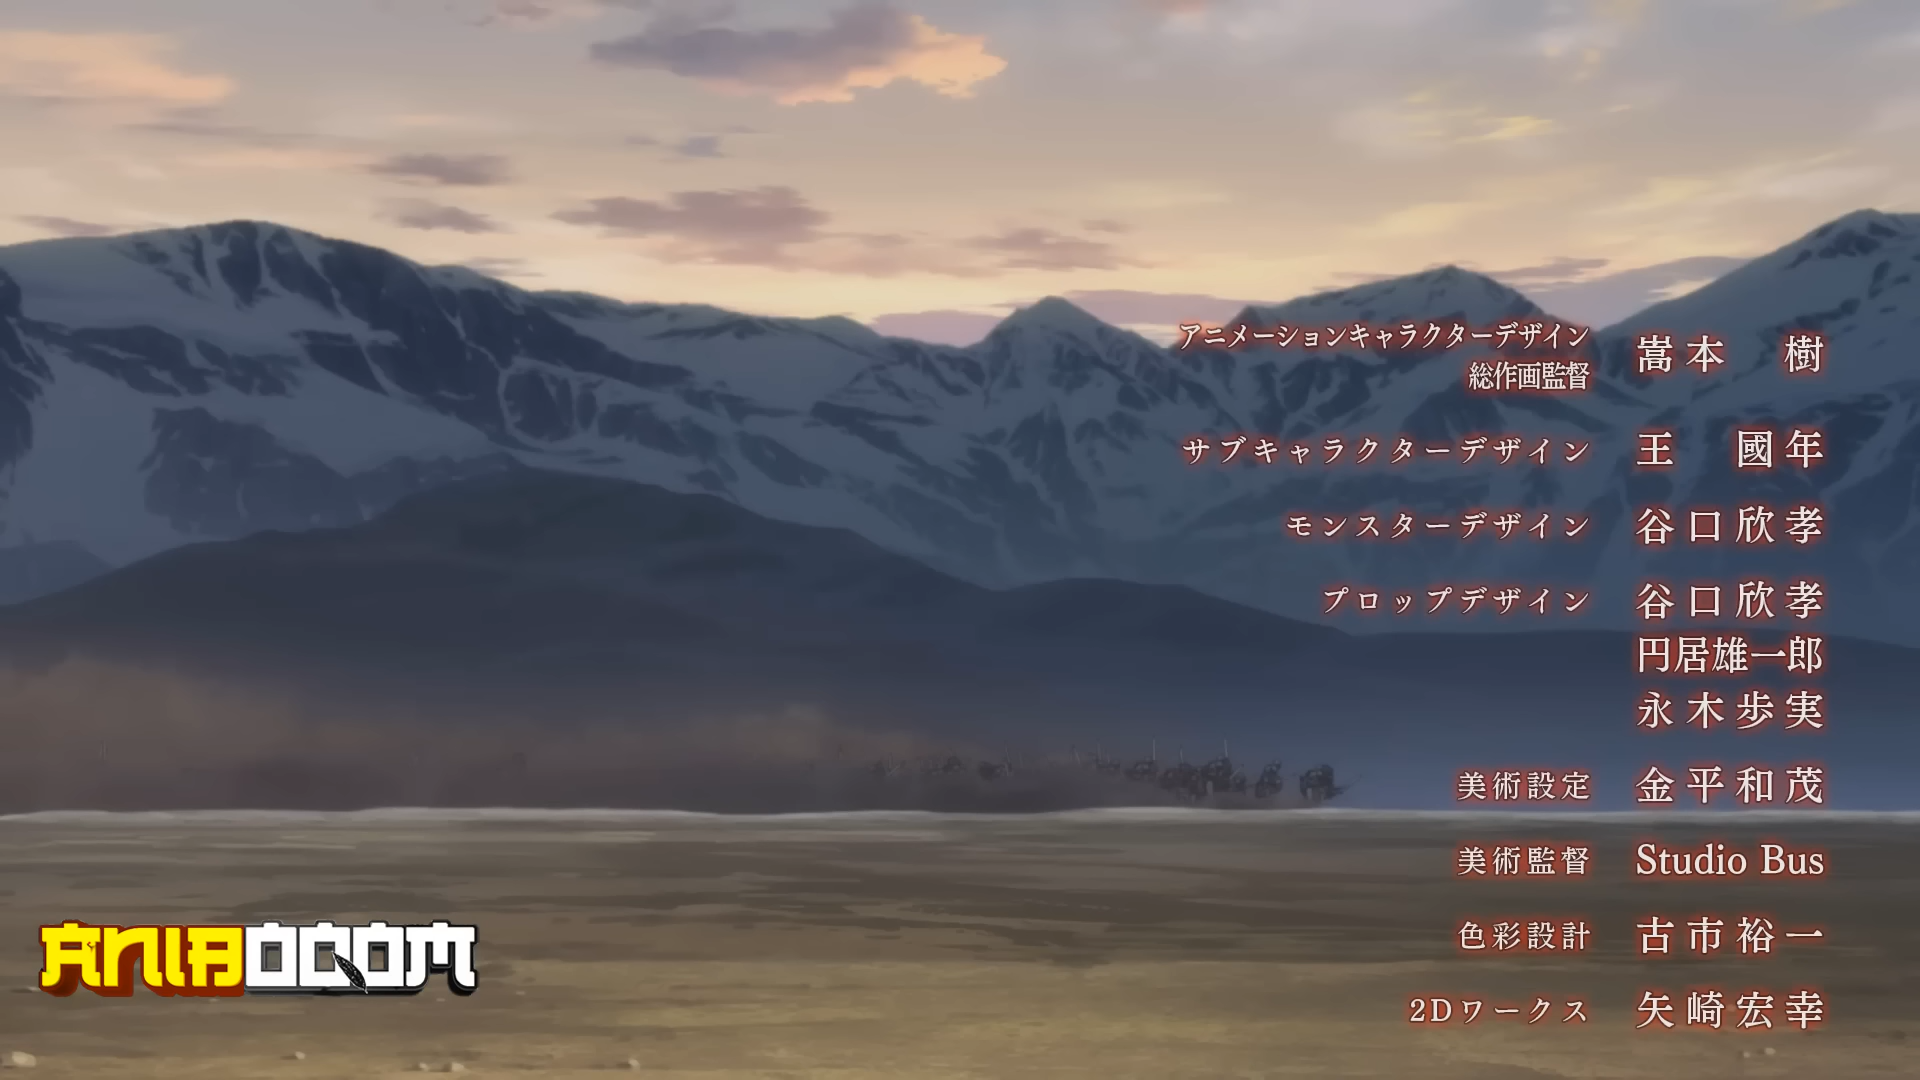 アニメーションキャラクターデザイン
総作画監督 嵩本 樹
サブキャラクターデザイン 王 國年
モンスターデザイン 谷口欣孝
プロップデザイン 谷口欣孝
円居雄一郎
永木歩実
美術設定 金平和茂
美術監督 Studio Bus
色彩設計 古市裕一
2Dワークス 矢崎宏幸
ANIBOOOM